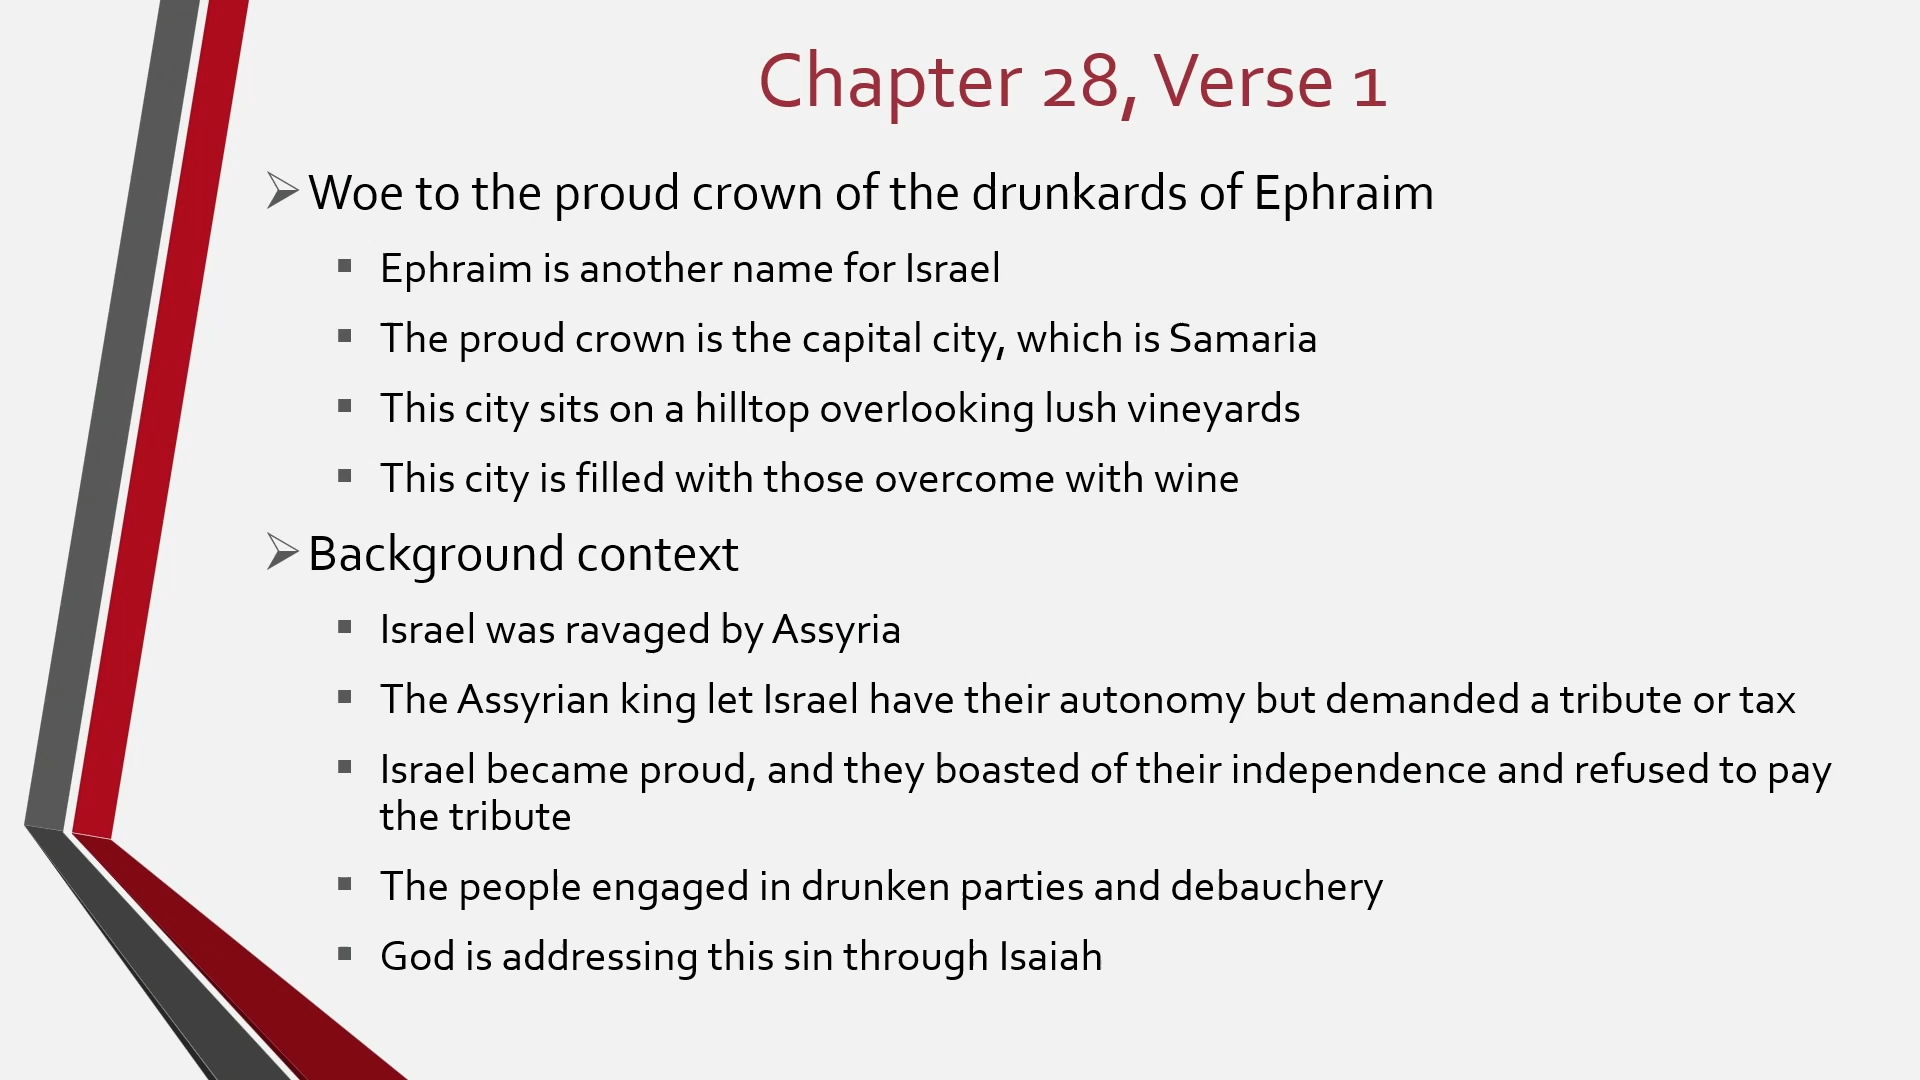 Chapter 28, Verse 1
Woe to the proud crown of the drunkards of Ephraim
Ephraim is another name for Israel
The proud crown is the capital city, which is Samaria
This city sits on a hilltop overlooking lush vineyards
This city is filled with those overcome with wine
Background context
Israel was ravaged by Assyria
The Assyrian king let Israel have their autonomy but demanded a tribute or tax
Israel became proud, and they boasted of their independence and refused to pay
the tribute
The people engaged in drunken parties and debauchery
God is addressing this sin through Isaiah